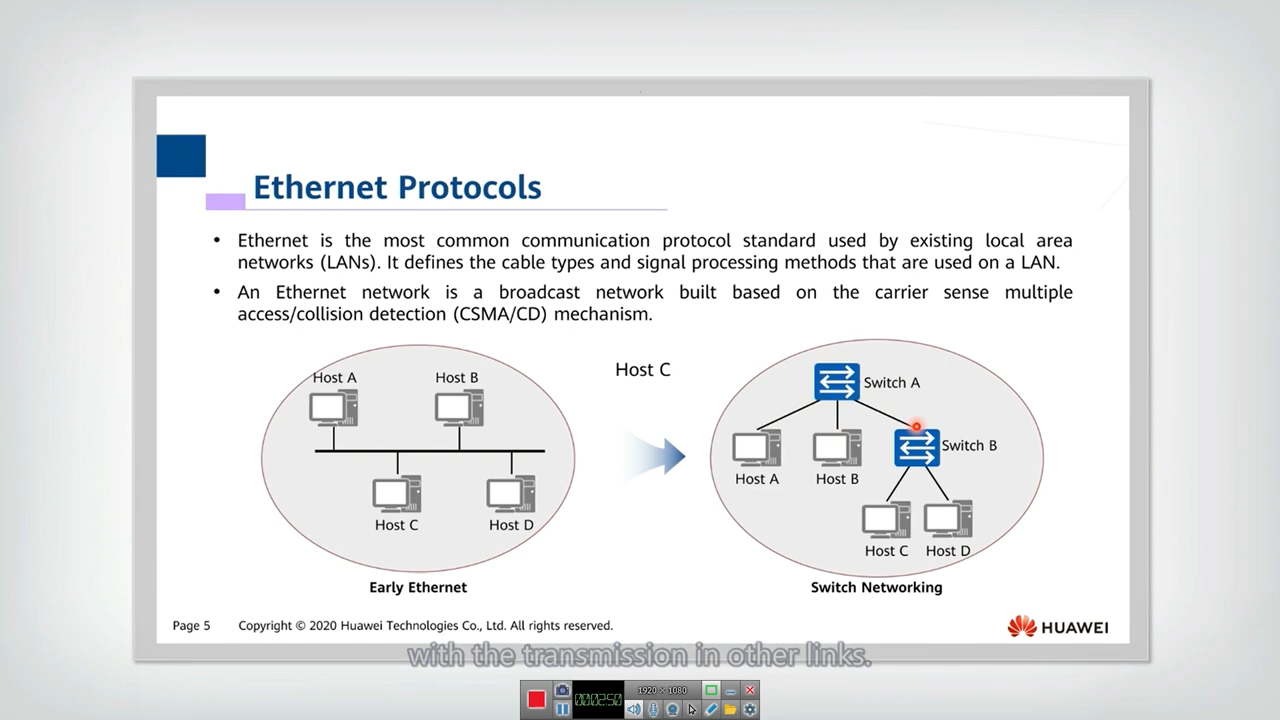 Ethernet Protocols
• Ethernet is the most common communication protocol standard used by existing local area
networks (LANs). It defines the cable types and signal processing methods that are used on a LAN.
• An Ethernet network is a broadcast network built based on the carrier sense multiple
access/collision detection (CSMA/CD) mechanism.
Host A
Host B
Host C
Host D
Early Ethernet
Host C
Switch A
Switch B
Host A
Host B
Host C
Host D
Switch Networking
Page 5
Copyright © 2020 Huawei Technologies Co., Ltd. All rights reserved.
HUAWEI
with the transmission in other links.
1920 × 1080
00:02:50